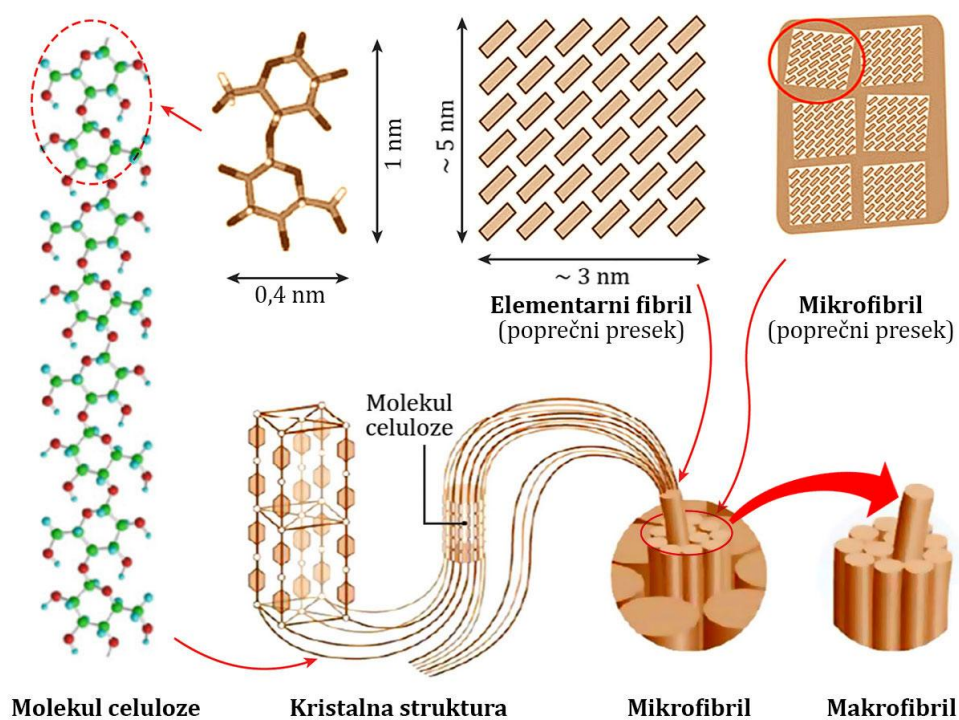 1 nm
0,4 nm
~ 5 nm
~ 3 nm
Elementarni fibril
(poprečni presek)
Mikrofibril
(poprečni presek)
Molekul
celuloze
Molekul celuloze
Kristalna struktura
Mikrofibril
Makrofibril